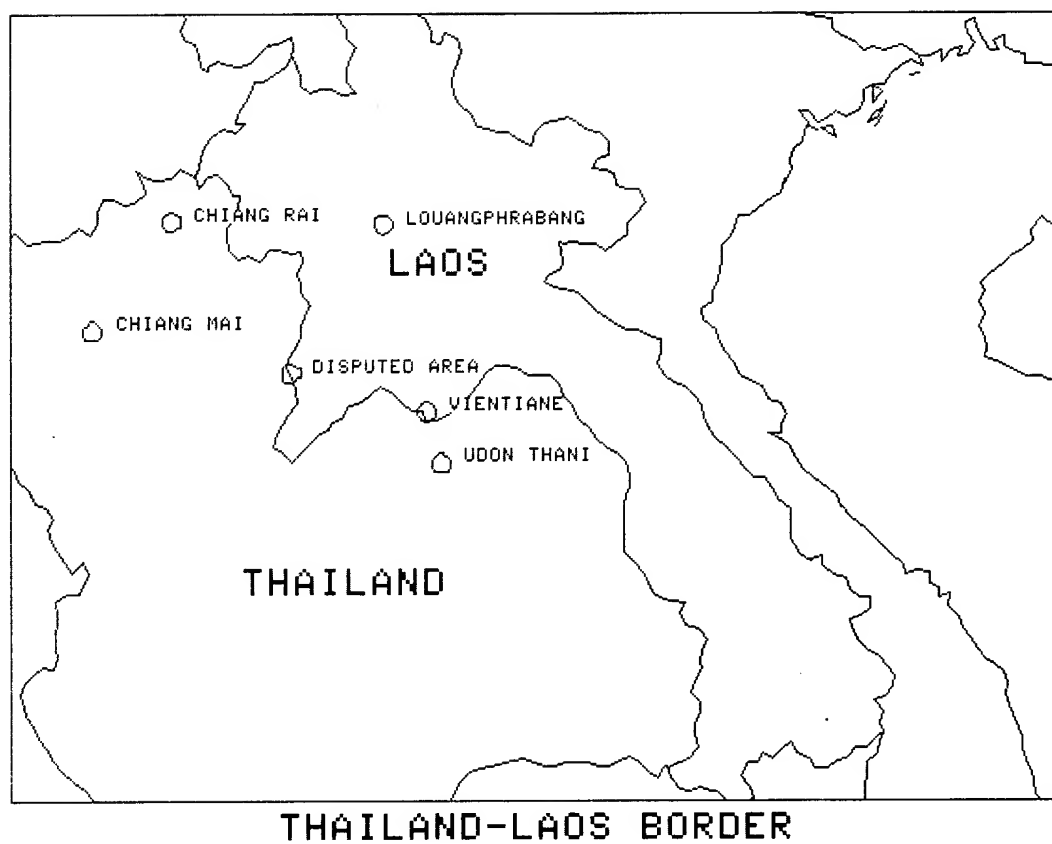 CHIANG RAI
LOUANGPHRABANG
LAOS
CHIANG MAI
DISPUTED AREA
VIENTIANE
UDON THANI
THAILAND
THAILAND-LAOS BORDER